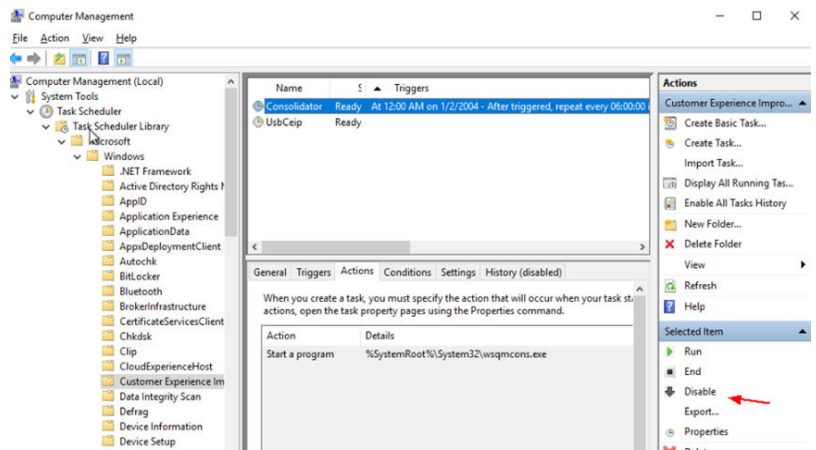 Computer Management
File Action View Help
Computer Management (Local)
System Tools
Task Scheduler
Task Scheduler Library
Microsoft
Windows
.NET Framework
Active Directory Rights M
AppID
Application Experience
ApplicationData
AppxDeploymentClient
Autochk
BitLocker
Bluetooth
BrokerInfrastructure
CertificateServicesClient
Chkdsk
Clip
CloudExperienceHost
Customer Experience Im
Data Integrity Scan
Defrag
Device Information
Device Setup
Name S Triggers
Consolidator Ready At 12:00 AM on 1/2/2004 - After triggered, repeat every 06:00:00 i
UsbCeip Ready
General Triggers Actions Conditions Settings History (disabled)
When you create a task, you must specify the action that will occur when your task sta
actions, open the task property pages using the Properties command.
Action Details
Start a program %SystemRoot%\System32\wsqmcons.exe
Actions
Customer Experience Impro...
Create Basic Task...
Create Task...
Import Task...
Display All Running Tas...
Enable All Tasks History
New Folder...
Delete Folder
View
Refresh
Help
Selected Item
Run
End
Disable
Export...
Properties